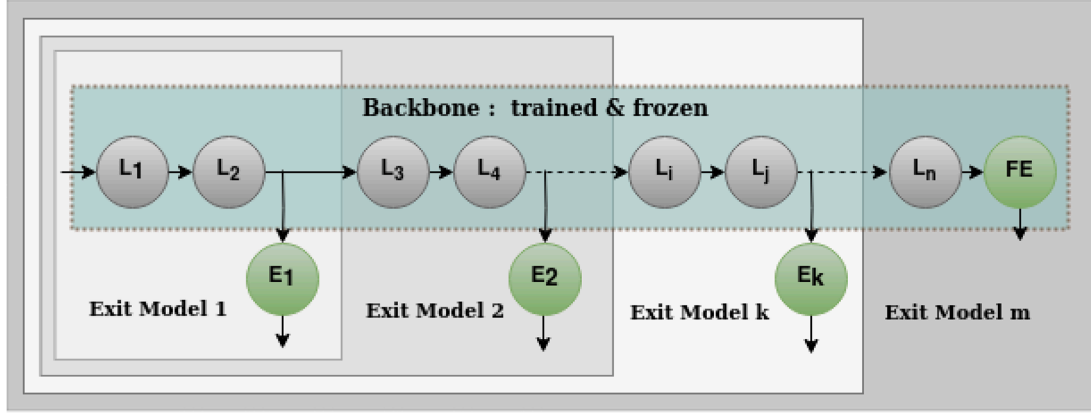 Backbone : trained & frozen
L1 L2 L3 L4 Li Lj Ln FE
E1 E2 Ek
Exit Model 1 Exit Model 2 Exit Model k Exit Model m